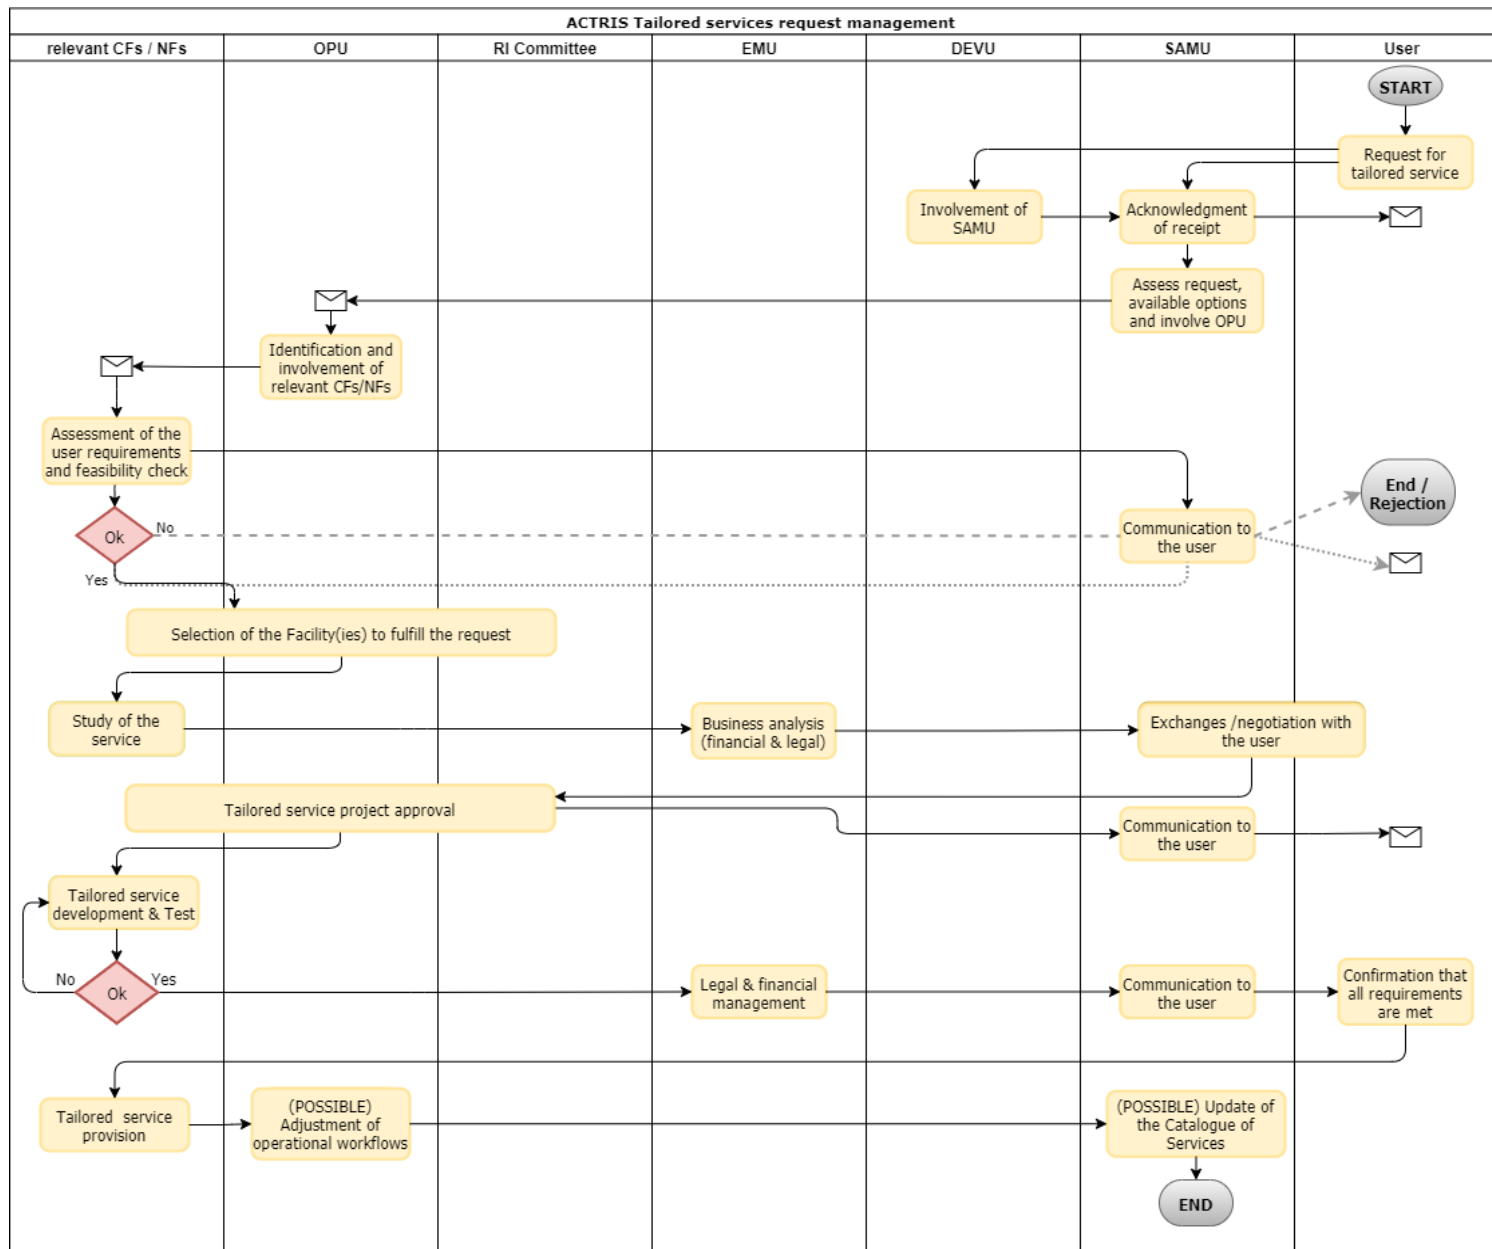 ACTRIS Tailored services request management
relevant CFs / NFs
OPU
RI Committee
EMU
DEVU
SAMU
User
START
Request for
tailored service
Involvement of
SAMU
Acknowledgment
of receipt
Assess request,
available options
and involve OPU
Identification and
involvement of
relevant CFs/NFs
Assessment of the
user requirements
and feasibility check
End /
Rejection
Ok
No
Yes
Communication to
the user
Selection of the Facility(ies) to fulfill the request
Study of the
service
Business analysis
(financial & legal)
Exchanges /negotiation with
the user
Tailored service project approval
Communication to
the user
Tailored service
development & Test
No
Ok
Yes
Legal & financial
management
Communication to
the user
Confirmation that
all requirements
are met
Tailored service
provision
(POSSIBLE)
Adjustment of
operational workflows
(POSSIBLE) Update of
the Catalogue of
Services
END